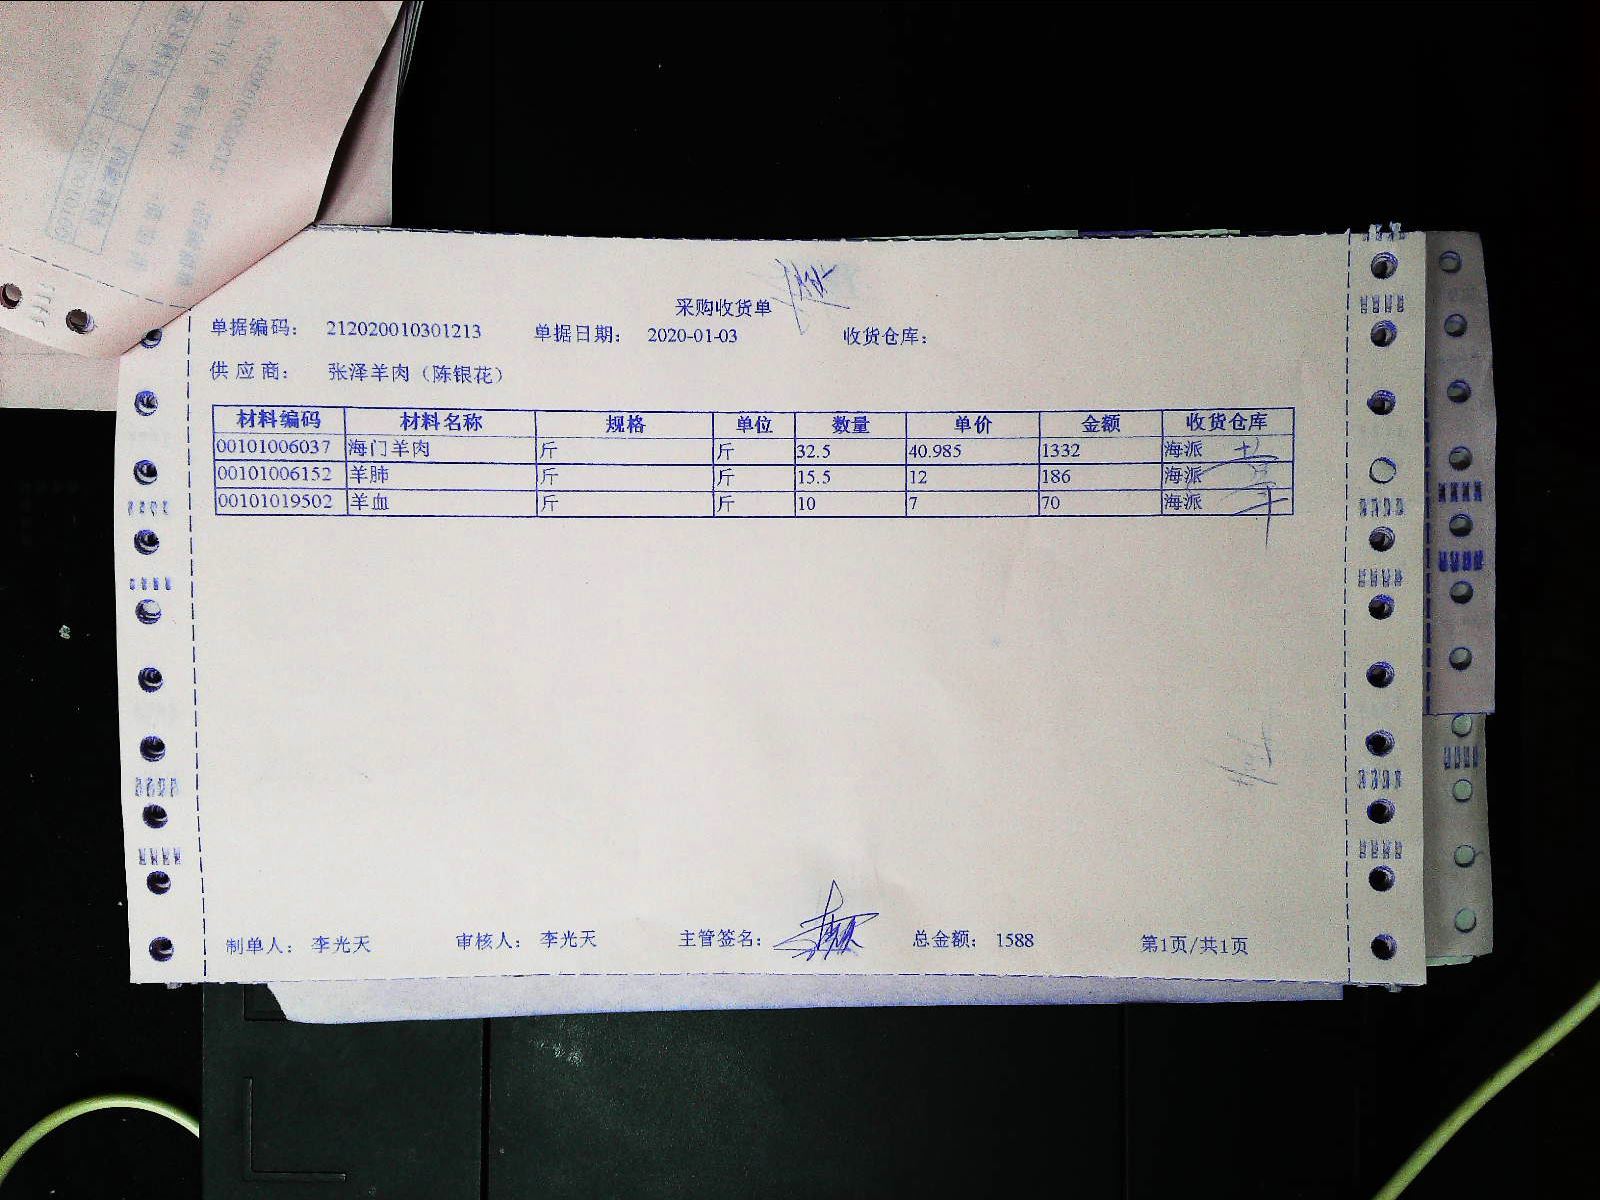 采购收货单
单据编码： 212020010301213 单据日期： 2020-01-03 收货仓库：
供应商： 张泽羊肉（陈银花）
材料编码 材料名称 规格 单位 数量 单价 金额 收货仓库
00101006037 海门羊肉 斤 斤 32.5 40.985 1332 海派
00101006152 羊肺 斤 斤 15.5 12 186 海派
00101019502 羊血 斤 斤 10 7 70 海派
制单人： 李光天 审核人： 李光天 主管签名： 总金额： 1588 第1页/共1页